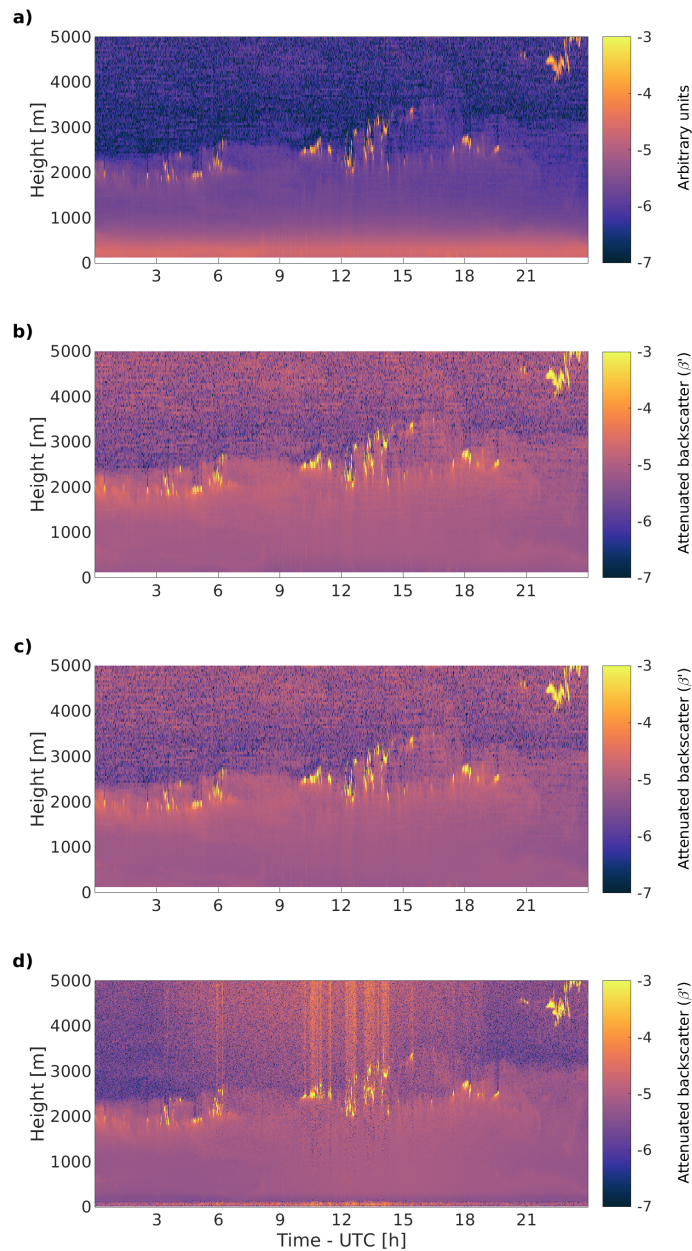 a)
5000
4000
3000
2000
1000
0
Height [m]
3 6 9 12 15 18 21
-3
-4
-5
-6
-7
Arbitrary units
b)
5000
4000
3000
2000
1000
0
Height [m]
3 6 9 12 15 18 21
-3
-4
-5
-6
-7
Attenuated backscatter (β')
c)
5000
4000
3000
2000
1000
0
Height [m]
3 6 9 12 15 18 21
-3
-4
-5
-6
-7
Attenuated backscatter (β')
d)
5000
4000
3000
2000
1000
0
Height [m]
3 6 9 12 15 18 21
Time - UTC [h]
-3
-4
-5
-6
-7
Attenuated backscatter (β')